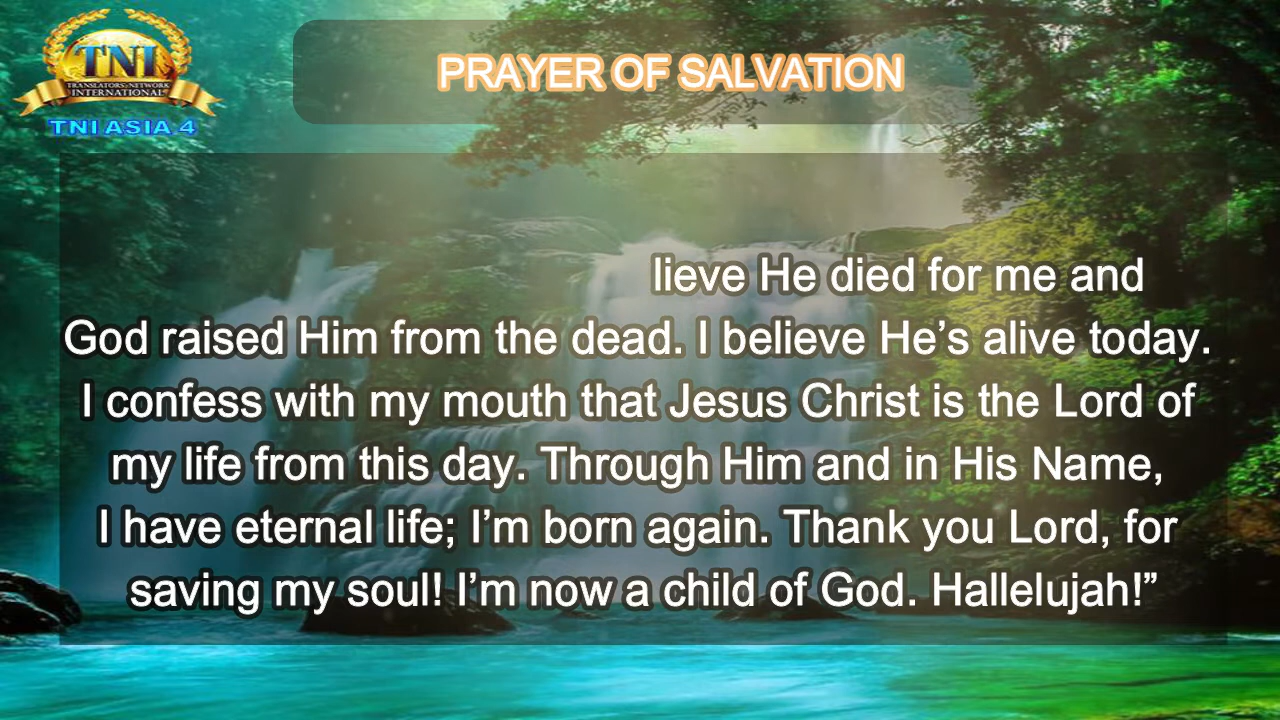 TNI
TRANSLATORS NETWORK
INTERNATIONAL
TNI ASIA 4
PRAYER OF SALVATION
lieve He died for me and
God raised Him from the dead. I believe He’s alive today.
I confess with my mouth that Jesus Christ is the Lord of
my life from this day. Through Him and in His Name,
I have eternal life; I’m born again. Thank you Lord, for
saving my soul! I’m now a child of God. Hallelujah!”